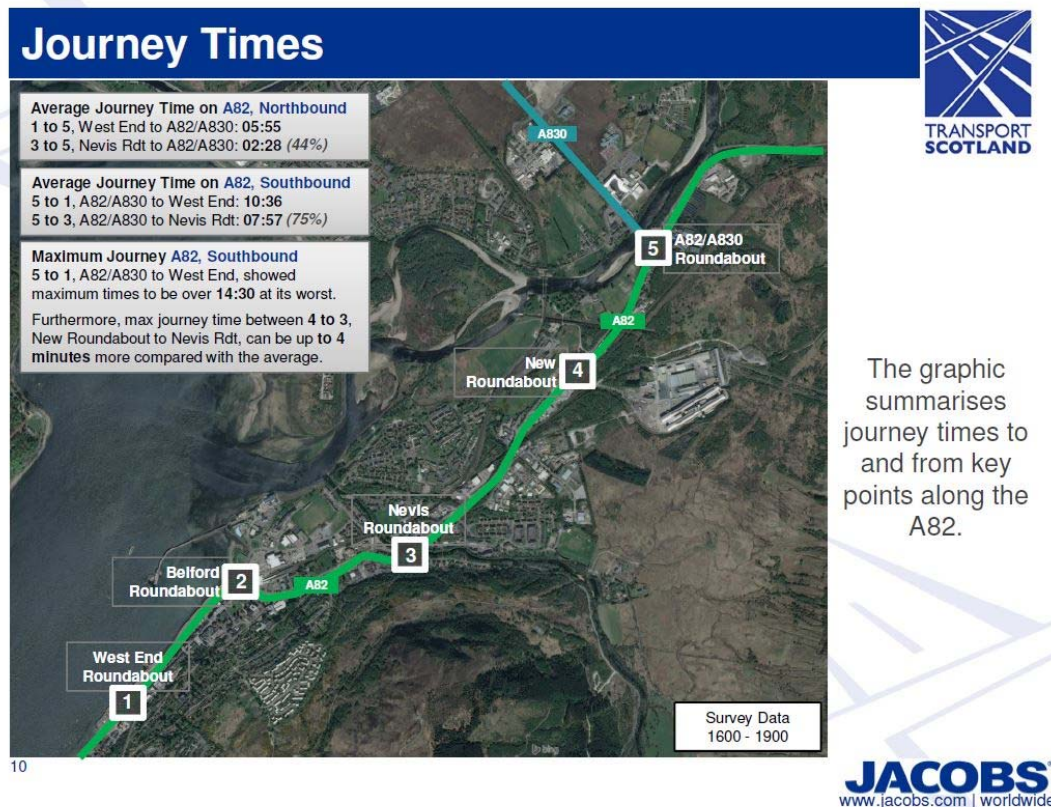 Journey Times
TRANSPORT
SCOTLAND
Average Journey Time on A82, Northbound
1 to 5, West End to A82/A830: 05:55
3 to 5, Nevis Rdt to A82/A830: 02:28 (44%)
Average Journey Time on A82, Southbound
5 to 1, A82/A830 to West End: 10:36
5 to 3, A82/A830 to Nevis Rdt: 07:57 (75%)
Maximum Journey A82, Southbound
5 to 1, A82/A830 to West End, showed
maximum times to be over 14:30 at its worst.
Furthermore, max journey time between 4 to 3,
New Roundabout to Nevis Rdt, can be up to 4
minutes more compared with the average.
A830
5
A82/A830
Roundabout
A82
New
Roundabout
4
Nevis
Roundabout
3
Belford
Roundabout
2
A82
West End
Roundabout
1
The graphic
summarises
journey times to
and from key
points along the
A82.
Survey Data
1600 - 1900
bing
10
JACOBS
www.jacobs.com | worldwide